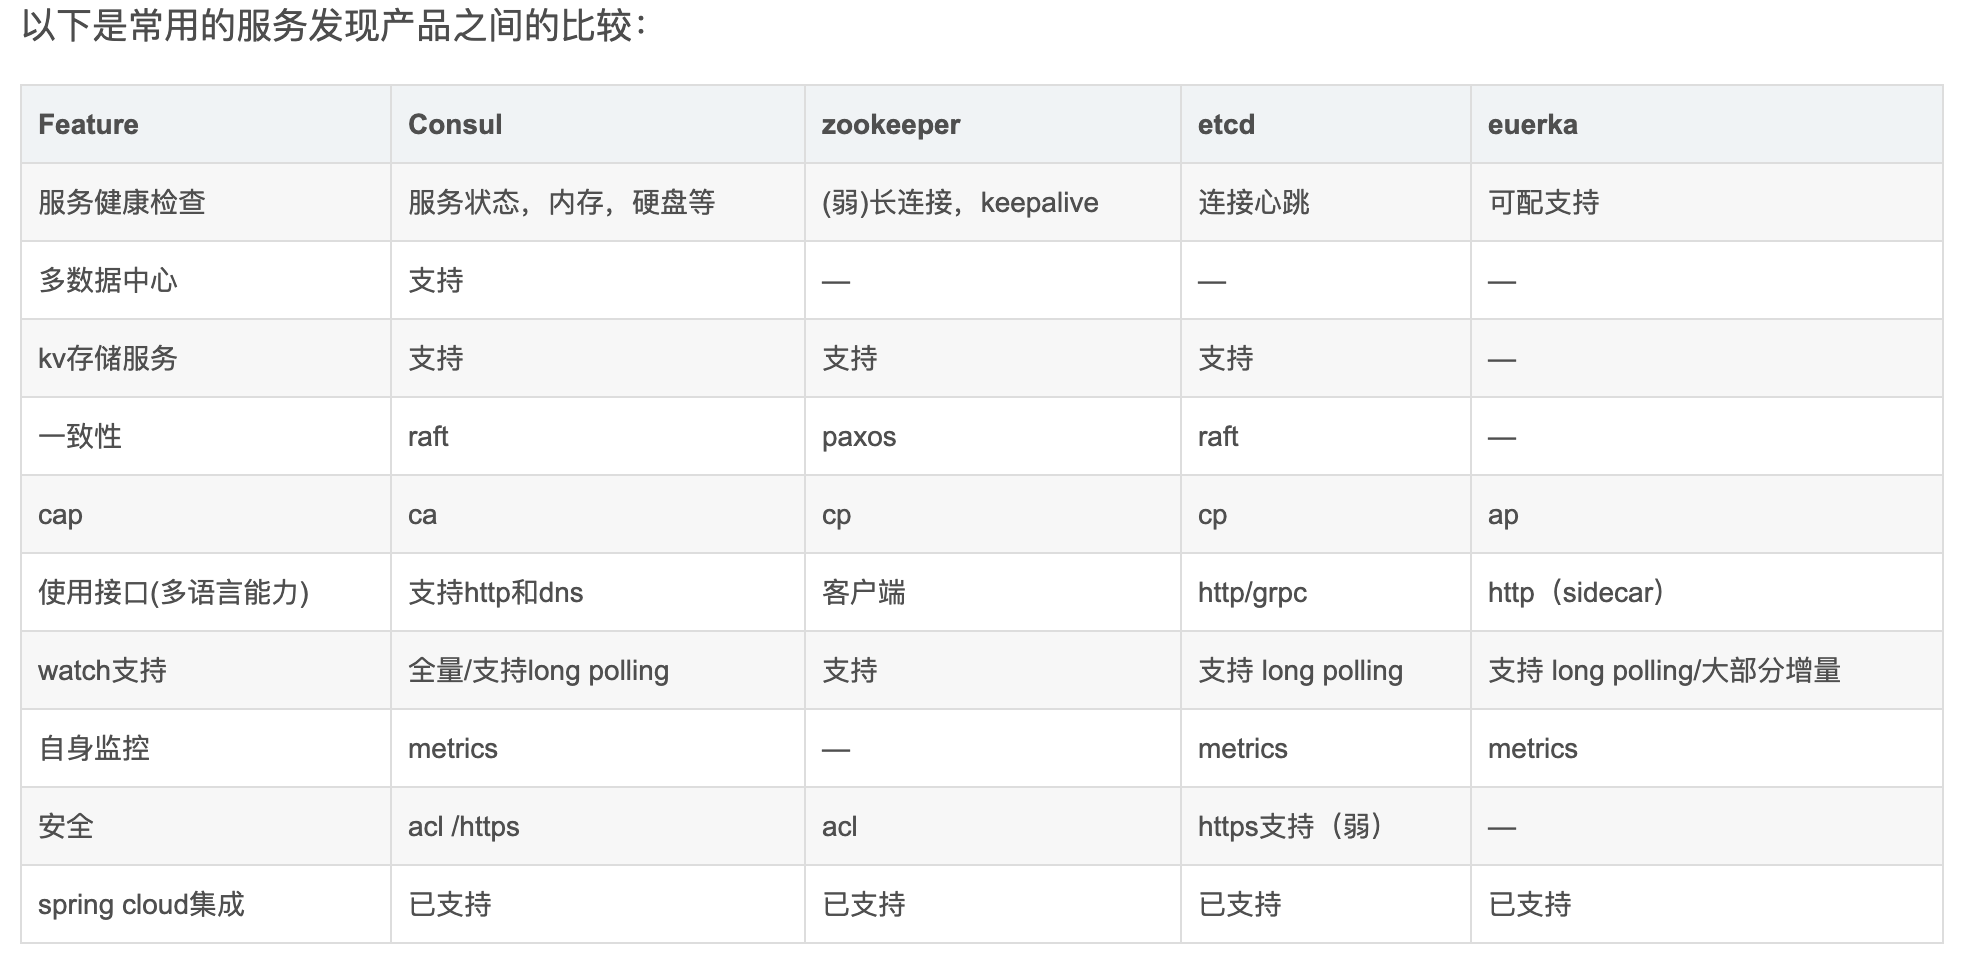 以下是常用的服务发现产品之间的比较：
Feature Consul zookeeper etcd euerka
服务健康检查 服务状态，内存，硬盘等 (弱)长连接，keepalive 连接心跳 可配支持
多数据中心 支持 — — —
kv存储服务 支持 支持 支持 —
一致性 raft paxos raft —
cap ca cp cp ap
使用接口(多语言能力) 支持http和dns 客户端 http/grpc http（sidecar）
watch支持 全量/支持long polling 支持 支持 long polling 支持 long polling/大部分增量
自身监控 metrics — metrics metrics
安全 acl /https acl https支持（弱） —
spring cloud集成 已支持 已支持 已支持 已支持